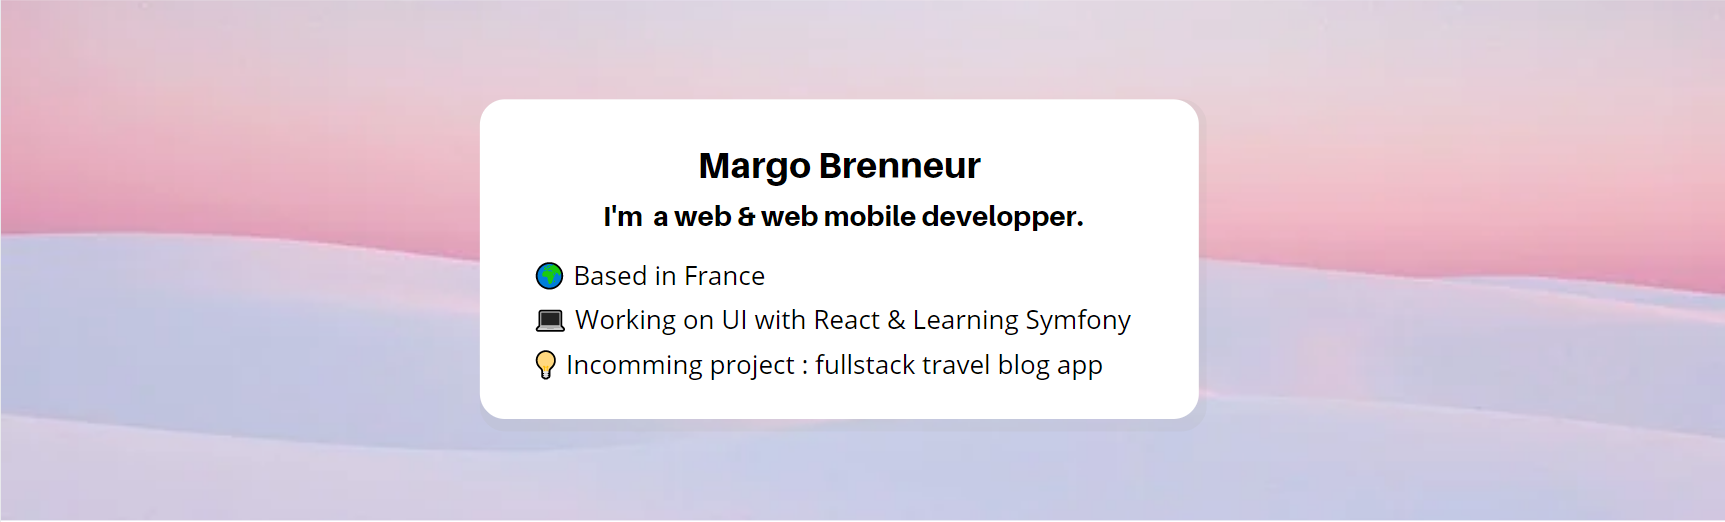 Margo Brenneur
I'm a web & web mobile developper.
Based in France
Working on UI with React & Learning Symfony
Incomming project : fullstack travel blog app